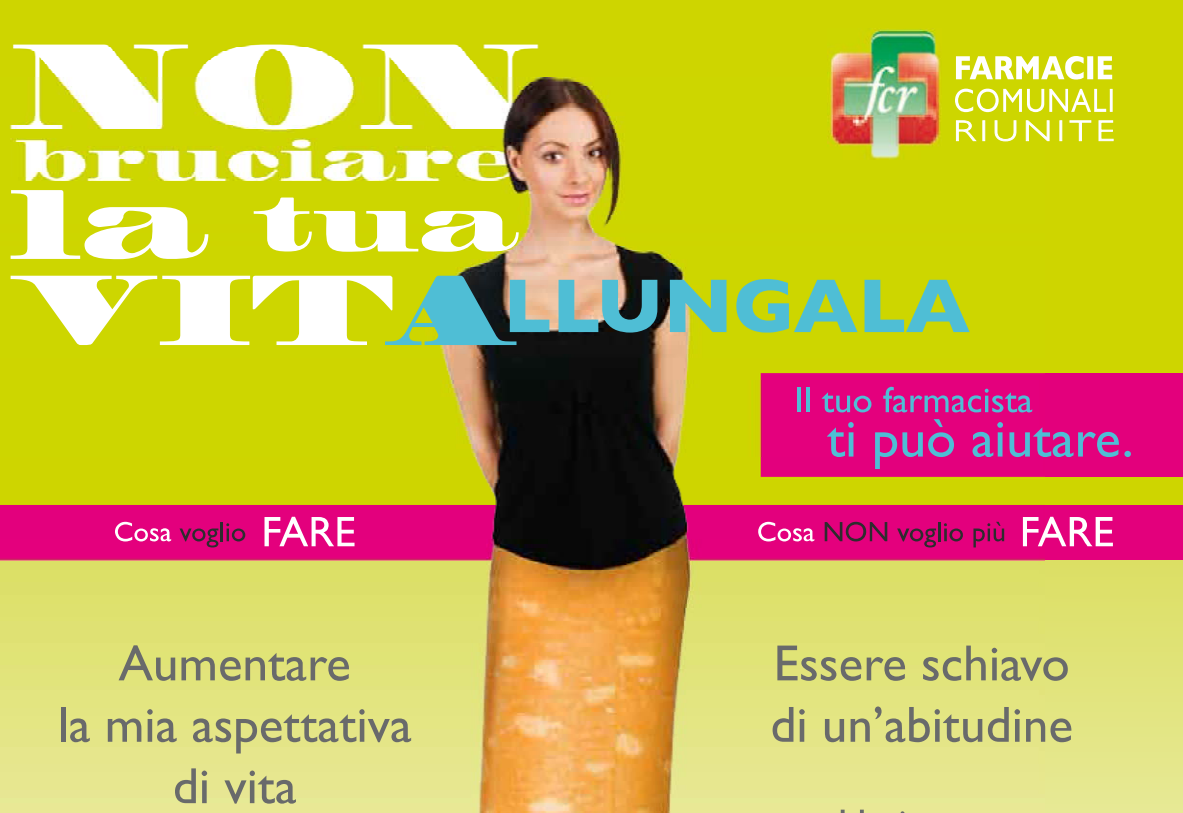 NON
bruciare
la tua
VITALLUNGALA
fcr
FARMACIE
COMUNALI
RIUNITE
Il tuo farmacista
ti può aiutare.
Cosa voglio FARE
Aumentare
la mia aspettativa
di vita
Cosa NON voglio più FARE
Essere schiavo
di un'abitudine